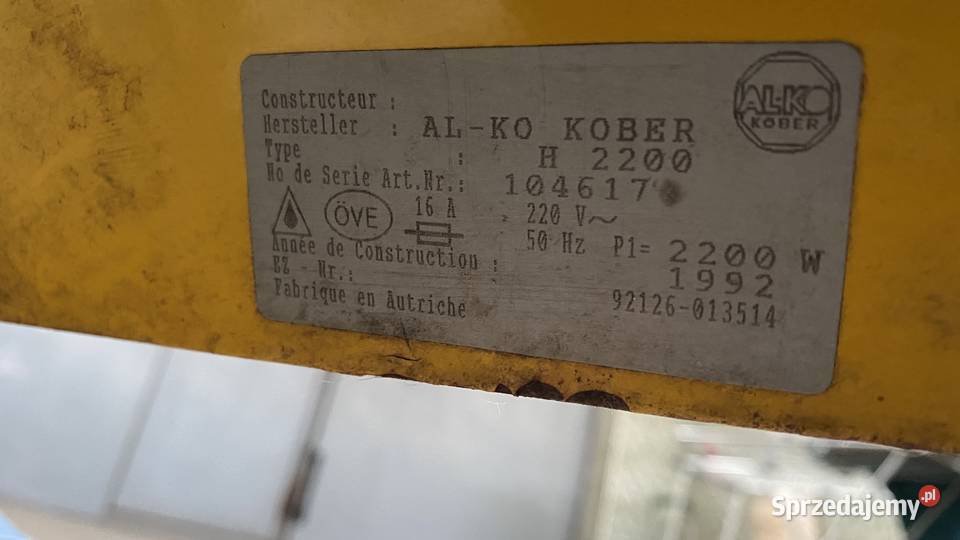 Constructeur :
Hersteller : AL-KO KOBER
Type : H 2200
No de Serie Art.Nr.: 104617
ÖVE 16 A 220 V~
50 Hz P1= 2200 W
Année de Construction : 1992
EZ - Nr.: 92126-013514
Fabrique en Autriche
AL-KO
KOBER
Sprzedajemy.pl